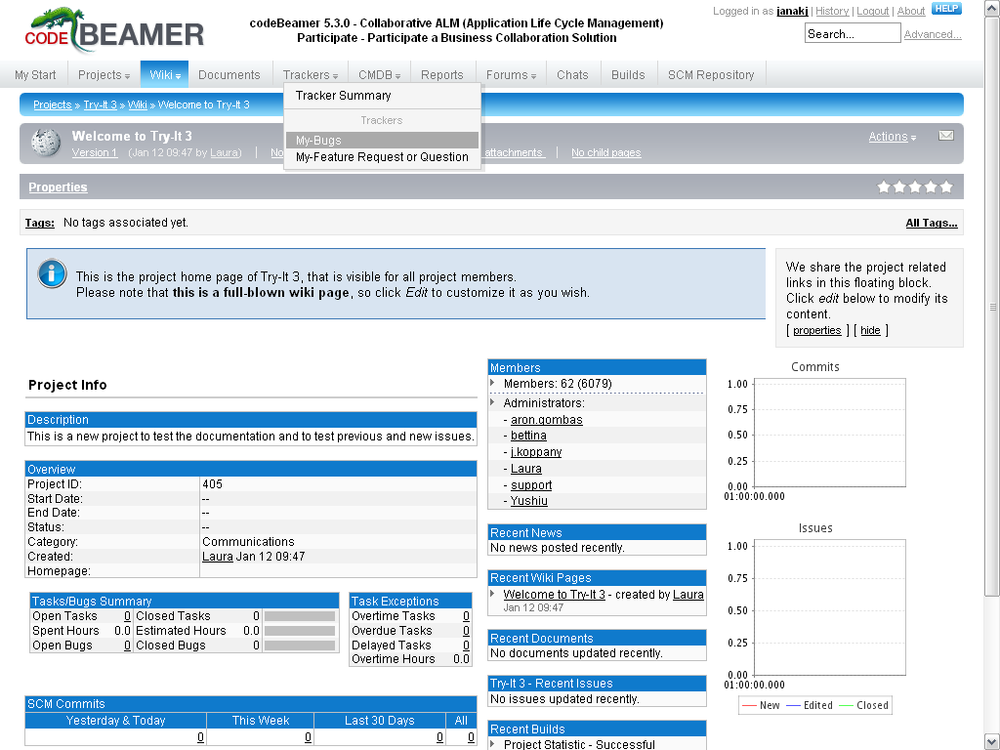 CODEBEAMER
codeBeamer 5.3.0 - Collaborative ALM (Application Life Cycle Management)
Participate - Participate a Business Collaboration Solution
Logged in as janakj | History | Logout | About HELP
Search... Advanced...
My Start Projects Wiki Documents Trackers CMDB Reports Forums Chats Builds SCM Repository
Projects » Try-It 3 » Wiki » Welcome to Try-It 3
Tracker Summary
Trackers
My-Bugs
My-Feature Request or Question
Welcome to Try-It 3
Version 1 (Jan 12 09:47 by Laura) | No attachments | No child pages
Actions
Properties
Tags: No tags associated yet. All Tags...
This is the project home page of Try-It 3, that is visible for all project members.
Please note that this is a full-blown wiki page, so click Edit to customize it as you wish.
We share the project related
links in this floating block.
Click edit below to modify its
content.
[ properties ] [ hide ]
Project Info
Description
This is a new project to test the documentation and to test previous and new issues.
Overview
Project ID: 405
Start Date: --
End Date: --
Status: --
Category: Communications
Created: Laura Jan 12 09:47
Homepage:
Tasks/Bugs Summary
Open Tasks 0 Closed Tasks 0
Spent Hours 0.0 Estimated Hours 0.0
Open Bugs 0 Closed Bugs 0
Task Exceptions
Overtime Tasks 0
Overdue Tasks 0
Delayed Tasks 0
Overtime Hours 0.0
SCM Commits
Yesterday & Today This Week Last 30 Days All
0 0 0 0
Members
Members: 62 (6079)
Administrators:
- aron.gombas
- bettina
- j.koppany
- Laura
- support
- Yushiu
Recent News
No news posted recently.
Recent Wiki Pages
Welcome to Try-It 3 - created by Laura
Jan 12 09:47
Recent Documents
No documents updated recently.
Try-It 3 - Recent Issues
No issues updated recently.
Recent Builds
Project Statistic - Successful
Commits
1.00
0.75
0.50
0.25
0.00
01:00:00.000
Issues
1.00
0.75
0.50
0.25
0.00
01:00:00.000
New Edited Closed